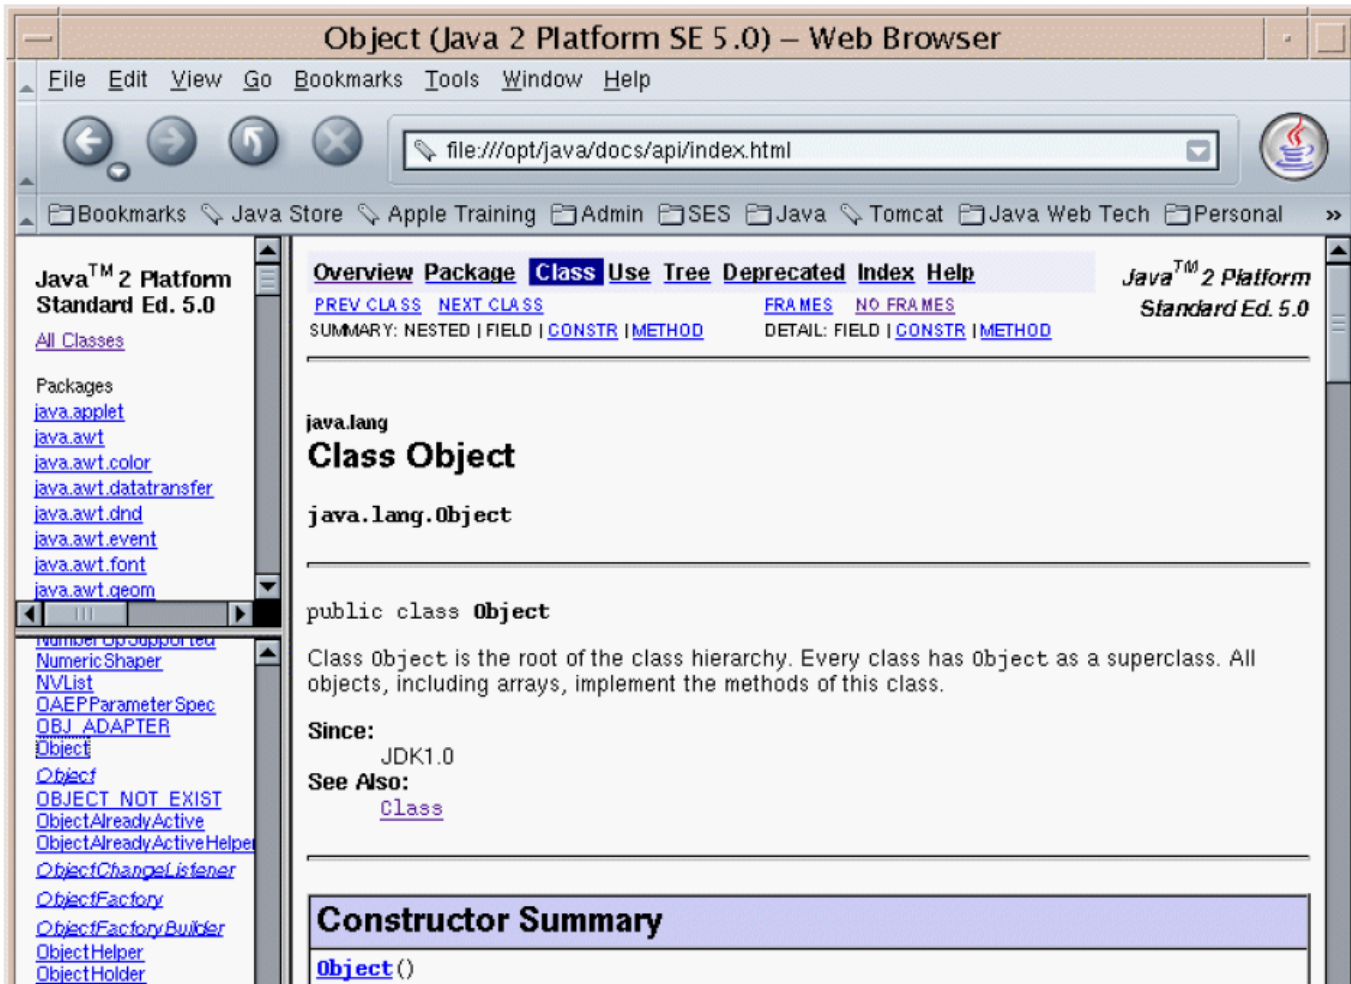 Object (Java 2 Platform SE 5.0) – Web Browser
File Edit View Go Bookmarks Tools Window Help
file:///opt/java/docs/api/index.html
Bookmarks Java Store Apple Training Admin SES Java Tomcat Java Web Tech Personal »
Java™ 2 Platform
Standard Ed. 5.0
All Classes
Packages
java.applet
java.awt
java.awt.color
java.awt.datatransfer
java.awt.dnd
java.awt.event
java.awt.font
java.awt.geom
NumberUpSupported
NumericShaper
NVList
OAEPParameterSpec
OBJ_ADAPTER
Object
Object
OBJECT_NOT_EXIST
ObjectAlreadyActive
ObjectAlreadyActiveHelper
ObjectChangeListener
ObjectFactory
ObjectFactoryBuilder
ObjectHelper
ObjectHolder
Overview Package Class Use Tree Deprecated Index Help
Java™ 2 Platform
Standard Ed. 5.0
PREV CLASS NEXT CLASS FRAMES NO FRAMES
SUMMARY: NESTED | FIELD | CONSTR | METHOD DETAIL: FIELD | CONSTR | METHOD
java.lang
Class Object
java.lang.Object
public class Object
Class Object is the root of the class hierarchy. Every class has Object as a superclass. All
objects, including arrays, implement the methods of this class.
Since:
JDK1.0
See Also:
Class
Constructor Summary
Object()